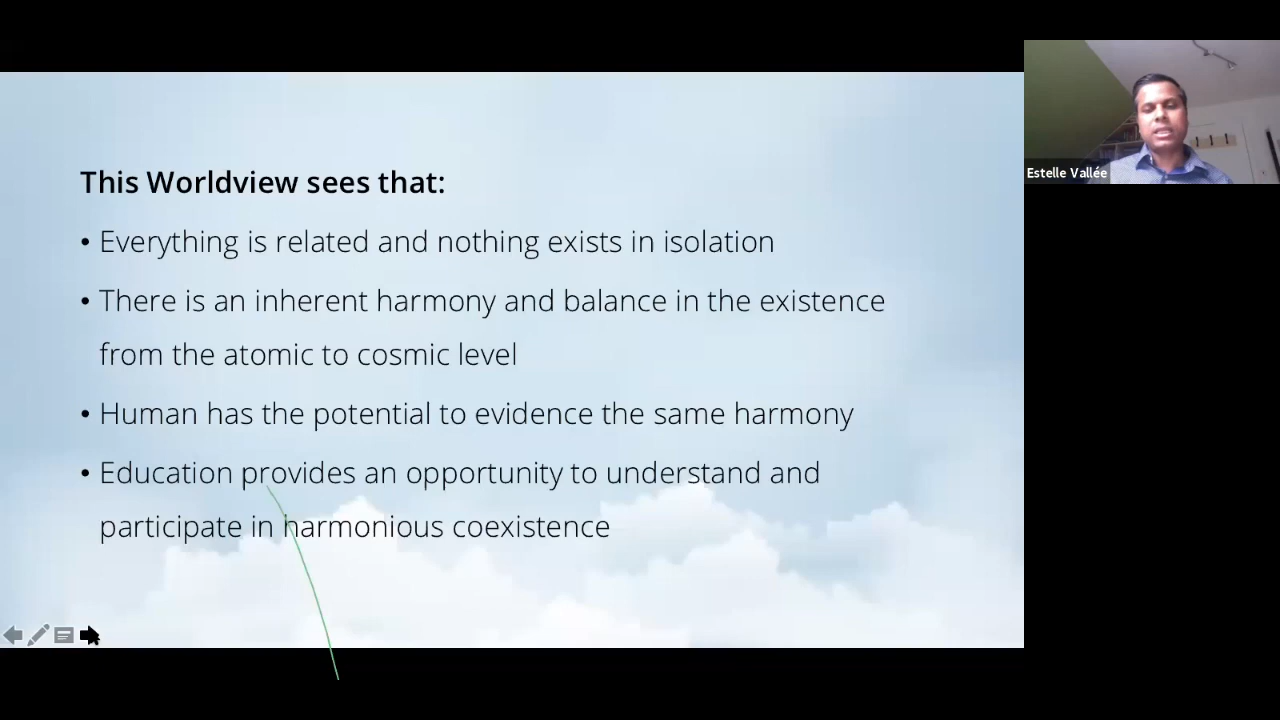 This Worldview sees that:
• Everything is related and nothing exists in isolation
• There is an inherent harmony and balance in the existence
from the atomic to cosmic level
• Human has the potential to evidence the same harmony
• Education provides an opportunity to understand and
participate in harmonious coexistence
Estelle Vallée